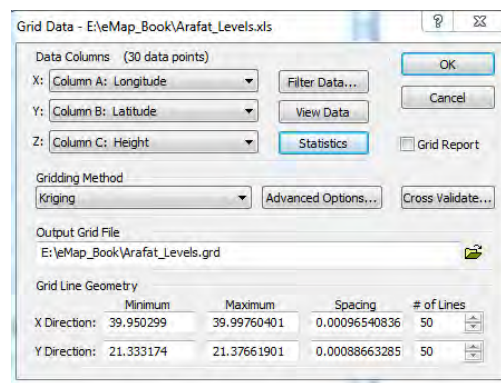 Grid Data - E:\eMap_Book\Arafat_Levels.xls
Data Columns (30 data points)
X: Column A: Longitude
Filter Data...
OK
Y: Column B: Latitude
View Data
Cancel
Z: Column C: Height
Statistics
Grid Report
Gridding Method
Kriging
Advanced Options...
Cross Validate...
Output Grid File
E:\eMap_Book\Arafat_Levels.grd
Grid Line Geometry
Minimum Maximum Spacing # of Lines
X Direction: 39.950299 39.99760401 0.00096540836 50
Y Direction: 21.333174 21.37661901 0.00088663285 50